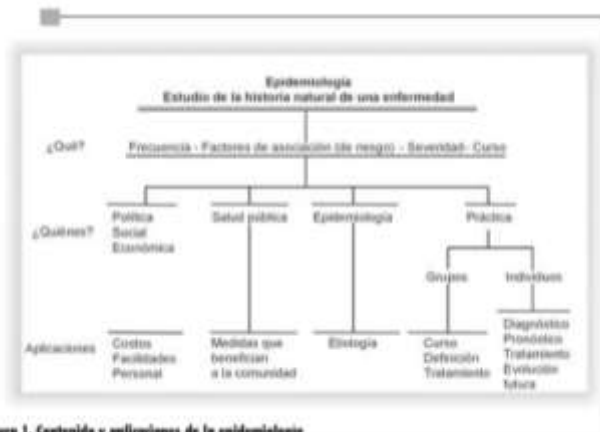 Epidemiología
Estudio de la historia natural de una enfermedad
¿Qué?
Frecuencia - Factores de asociación (de riesgo) - Severidad- Curso
¿Quiénes?
Política
Social
Económica
Salud pública
Epidemiología
Práctica
Grupos
Individuos
Aplicaciones
Costos
Facilidades
Personal
Medidas que
benefician
a la comunidad
Etiología
Curso
Definición
Tratamiento
Diagnóstico
Pronóstico
Tratamiento
Evolución
futura
1. Contenido y aplicaciones de la epidemiología